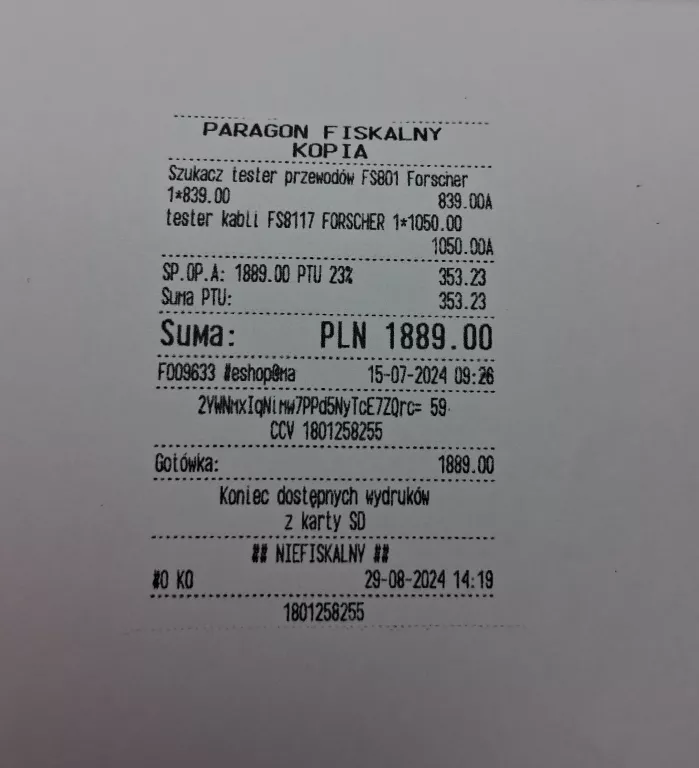 PARAGON FISKALNY
KOPIA
Szukacz tester przewodów FS801 Forscher
1*839.00 839.00A
tester kabli FS8117 FORSCHER 1*1050.00
1050.00A
SP.OP.A: 1889.00 PTU 23% 353.23
Suma PTU: 353.23
Suma: PLN 1889.00
F009633 #eshop@ma 15-07-2024 09:26
2YWNmxIqNimw7PPd5NyTcE7ZQrc= 59
CCV 1801258255
Gotówka: 1889.00
Koniec dostępnych wydruków
z karty SD
## NIEFISKALNY ##
#0 KO 29-08-2024 14:19
1801258255